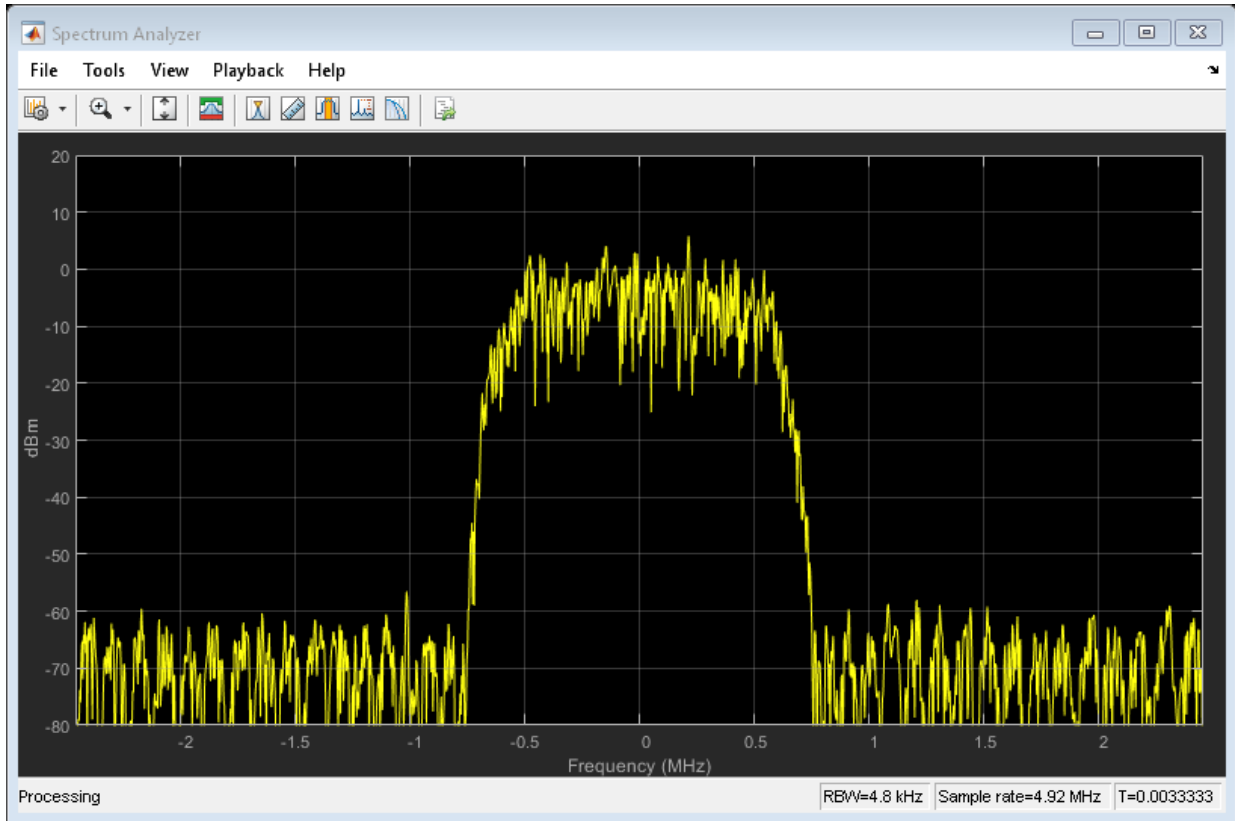 Spectrum Analyzer
File Tools View Playback Help
20
10
0
-10
-20
-30
-40
-50
-60
-70
-80
dBm
-2 -1.5 -1 -0.5 0 0.5 1 1.5 2
Frequency (MHz)
Processing RBW=4.8 kHz Sample rate=4.92 MHz T=0.0033333